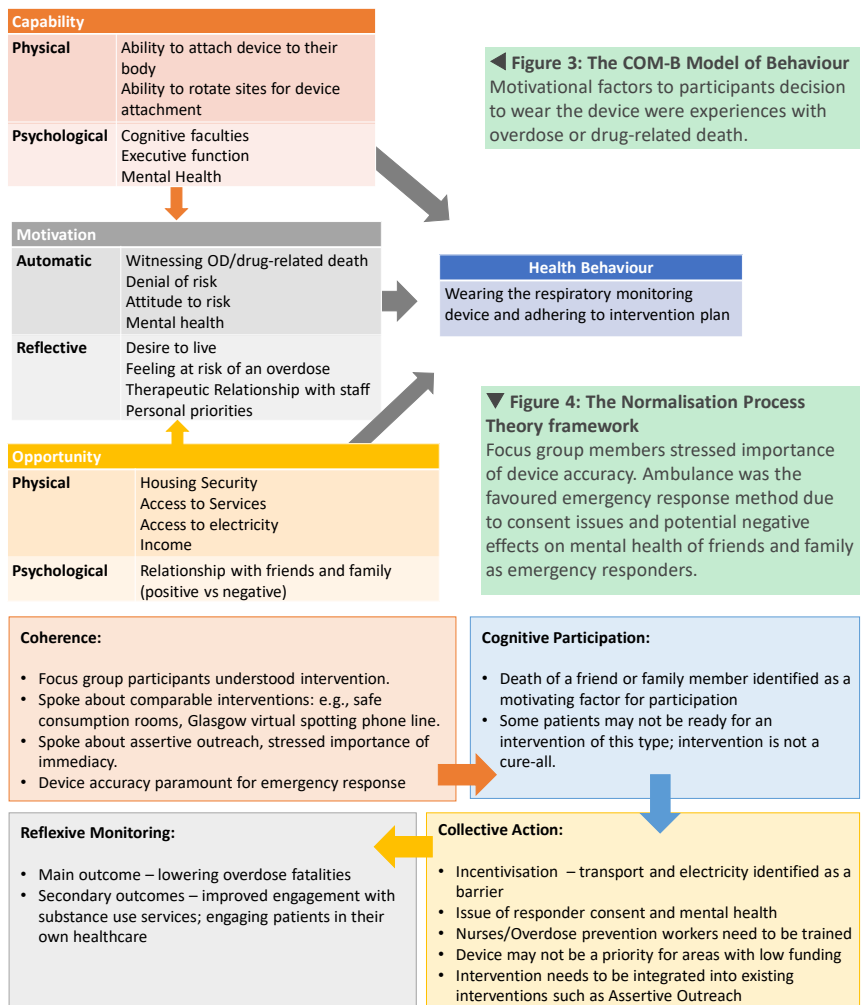 Capability
Physical
Ability to attach device to their
body
Ability to rotate sites for device
attachment
Psychological
Cognitive faculties
Executive function
Mental Health
◀ Figure 3: The COM-B Model of Behaviour
Motivational factors to participants decision
to wear the device were experiences with
overdose or drug-related death.
Motivation
Automatic
Witnessing OD/drug-related death
Denial of risk
Attitude to risk
Mental health
Reflective
Desire to live
Feeling at risk of an overdose
Therapeutic Relationship with staff
Personal priorities
Health Behaviour
Wearing the respiratory monitoring
device and adhering to intervention plan
Opportunity
Physical
Housing Security
Access to Services
Access to electricity
Income
Psychological
Relationship with friends and family
(positive vs negative)
▼ Figure 4: The Normalisation Process
Theory framework
Focus group members stressed importance
of device accuracy. Ambulance was the
favoured emergency response method due
to consent issues and potential negative
effects on mental health of friends and family
as emergency responders.
Coherence:
• Focus group participants understood intervention.
• Spoke about comparable interventions: e.g., safe
consumption rooms, Glasgow virtual spotting phone line.
• Spoke about assertive outreach, stressed importance of
immediacy.
• Device accuracy paramount for emergency response
Cognitive Participation:
• Death of a friend or family member identified as a
motivating factor for participation
• Some patients may not be ready for an
intervention of this type; intervention is not a
cure-all.
Reflexive Monitoring:
• Main outcome – lowering overdose fatalities
• Secondary outcomes – improved engagement with
substance use services; engaging patients in their
own healthcare
Collective Action:
• Incentivisation – transport and electricity identified as a
barrier
• Issue of responder consent and mental health
• Nurses/Overdose prevention workers need to be trained
• Device may not be a priority for areas with low funding
• Intervention needs to be integrated into existing
interventions such as Assertive Outreach